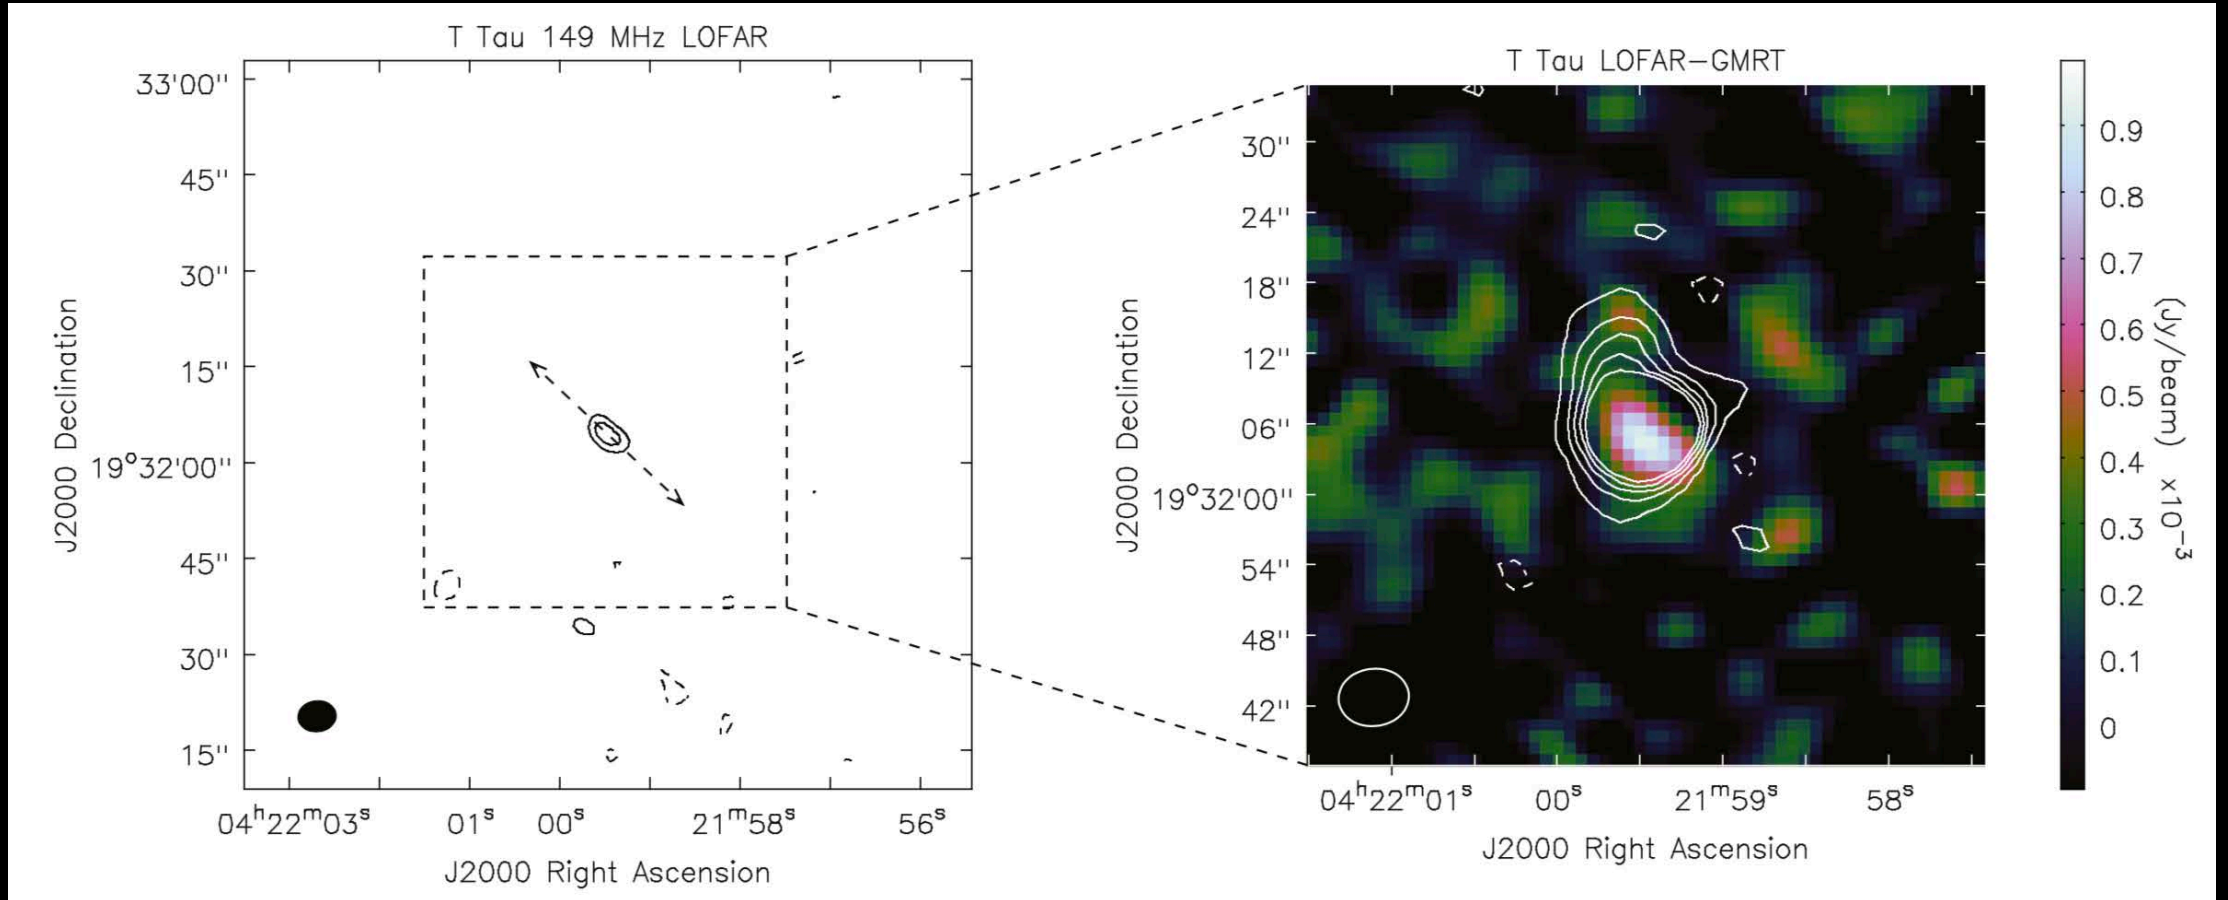 T Tau 149 MHz LOFAR
33'00''
45''
30''
15''
19°32'00''
45''
30''
15''
J2000 Declination
04ʰ22ᵐ03ˢ
01ˢ
00ˢ
21ᵐ58ˢ
56ˢ
J2000 Right Ascension
T Tau LOFAR−GMRT
30''
24''
18''
12''
06''
19°32'00''
54''
48''
42''
J2000 Declination
04ʰ22ᵐ01ˢ
00ˢ
21ᵐ59ˢ
58ˢ
J2000 Right Ascension
0.9
0.8
0.7
0.6
0.5
0.4
0.3
0.2
0.1
0
(Jy/beam) x10⁻³